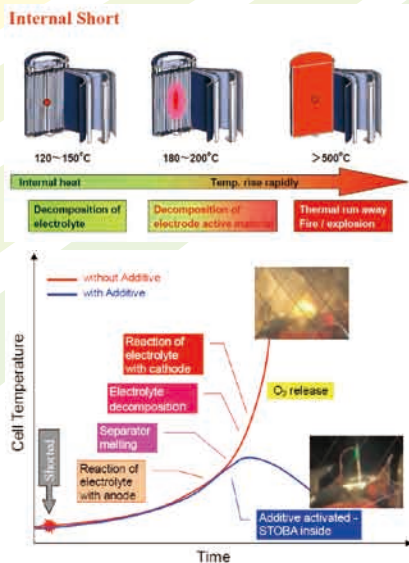 Internal Short
120~150°C
180~200°C
>500°C
Internal heat
Temp. rise rapidly
Decomposition of
electrolyte
Decomposition of
electrode active material
Thermal run away
Fire / explosion
without Additive
with Additive
Reaction of
electrolyte
with cathode
Electrolyte
decomposition
O₂ release
Separator
melting
Shorted
Reaction of
electrolyte
with anode
Additive activated -
STOBA inside
Cell Temperature
Time